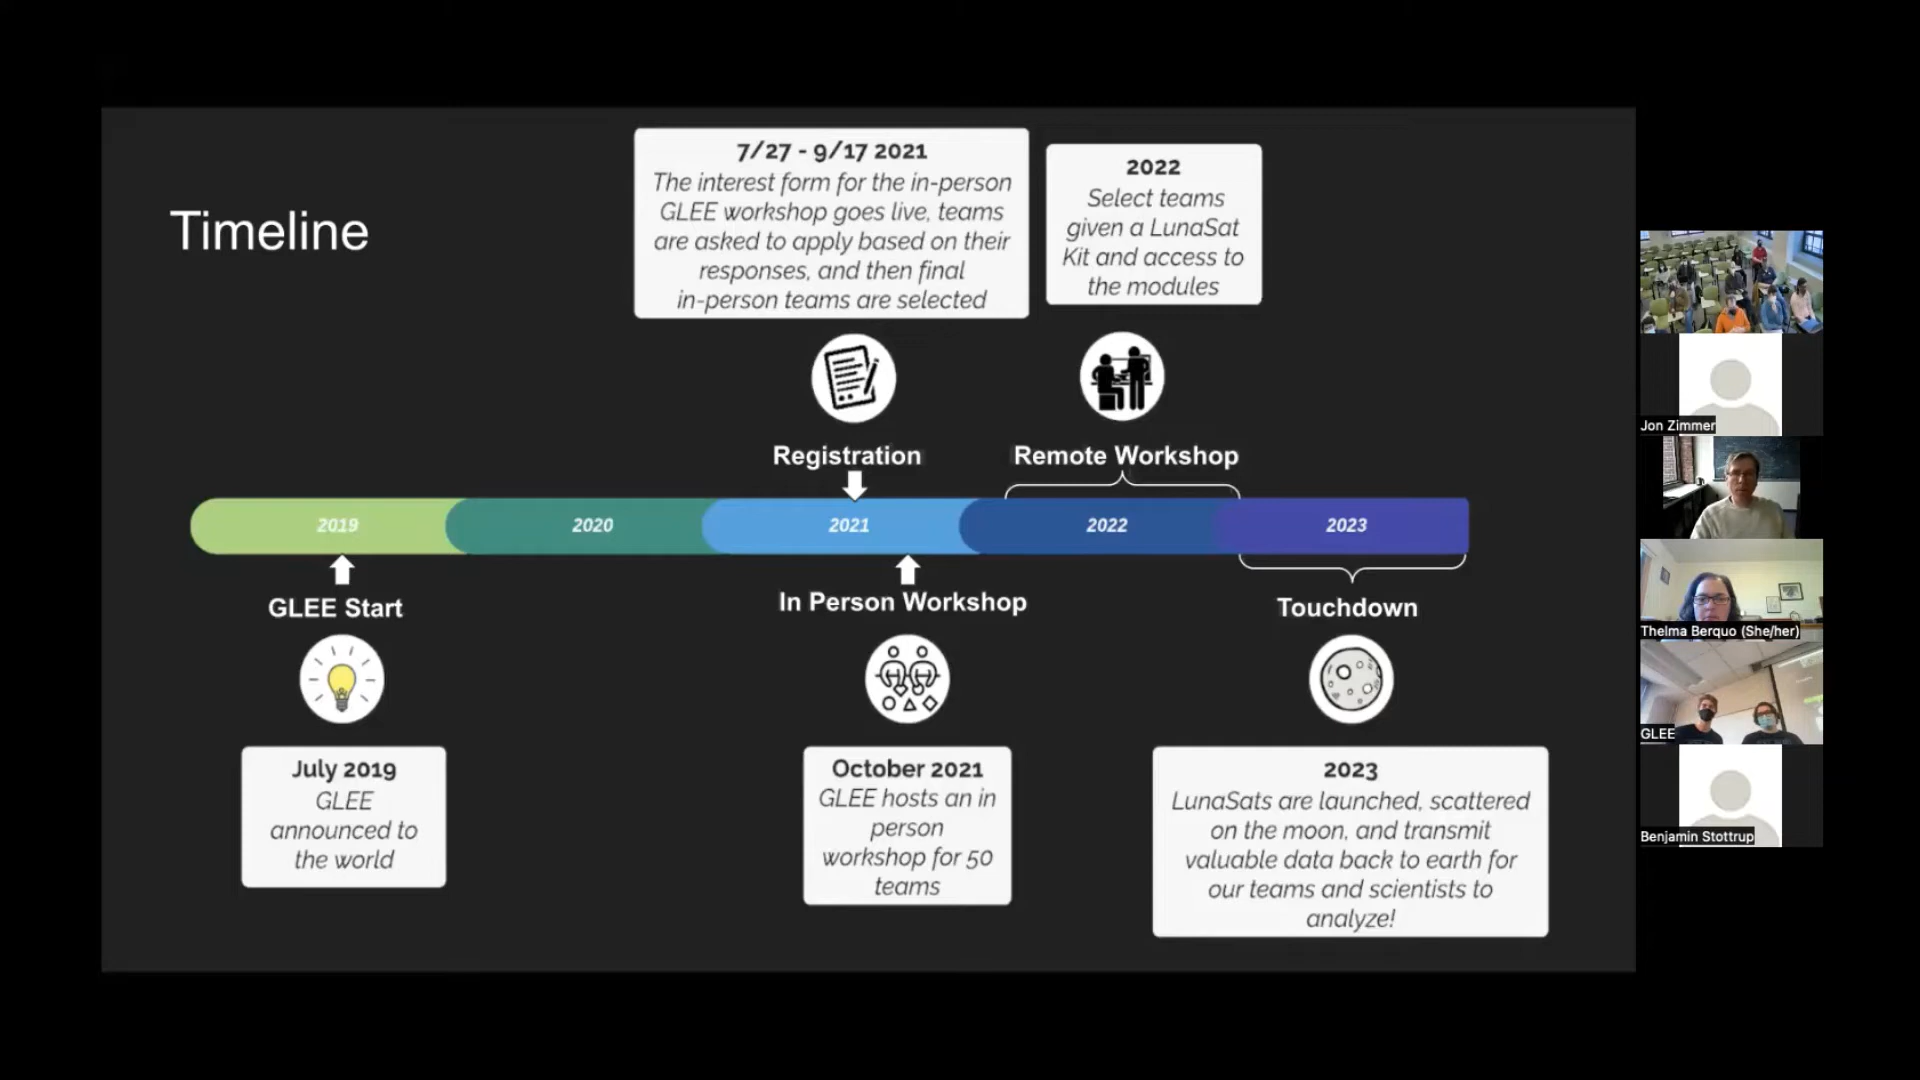 Timeline
7/27 - 9/17 2021
The interest form for the in-person
GLEE workshop goes live, teams
are asked to apply based on their
responses, and then final
in-person teams are selected
2022
Select teams
given a LunaSat
Kit and access to
the modules
Registration
Remote Workshop
2019
2020
2021
2022
2023
GLEE Start
In Person Workshop
Touchdown
July 2019
GLEE
announced to
the world
October 2021
GLEE hosts an in
person
workshop for 50
teams
2023
LunaSats are launched, scattered
on the moon, and transmit
valuable data back to earth for
our teams and scientists to
analyze!
Jon Zimmer
Thelma Berquo (She/her)
GLEE
Benjamin Stottrup